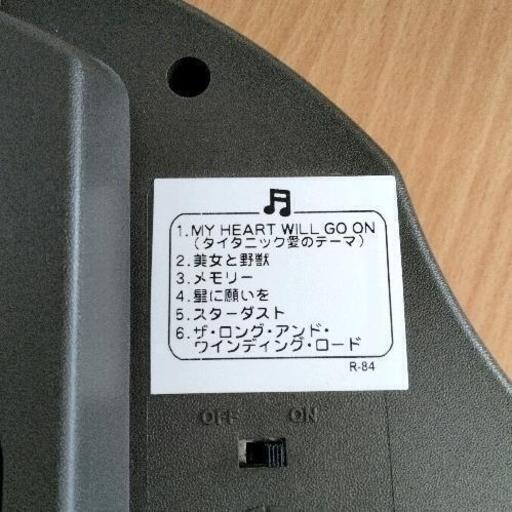 1. MY HEART WILL GO ON
(タイタニック愛のテーマ)
2. 美女と野獣
3. メモリー
4. 星に願いを
5. スターダスト
6. ザ・ロング・アンド・
ワインディング・ロード
R-84
OFF ON